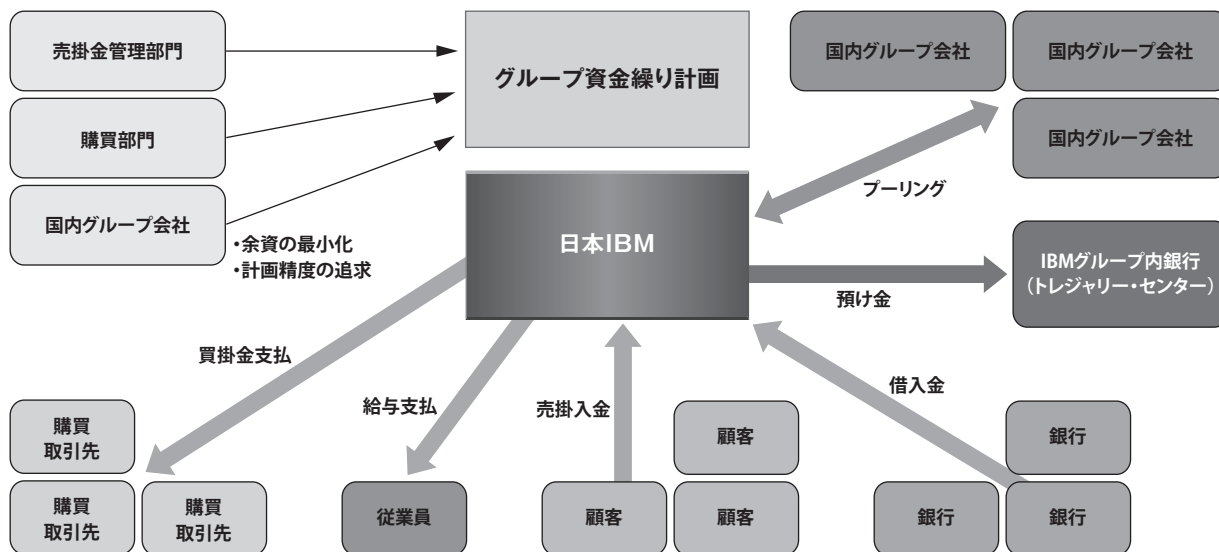 売掛金管理部門
購買部門
国内グループ会社
・余資の最小化
・計画精度の追求
グループ資金繰り計画
国内グループ会社
国内グループ会社
国内グループ会社
プーリング
日本IBM
IBMグループ内銀行
（トレジャリー・センター）
預け金
買掛金支払
給与支払
売掛入金
借入金
購買
取引先
購買
取引先
購買
取引先
従業員
顧客
顧客
顧客
銀行
銀行
銀行